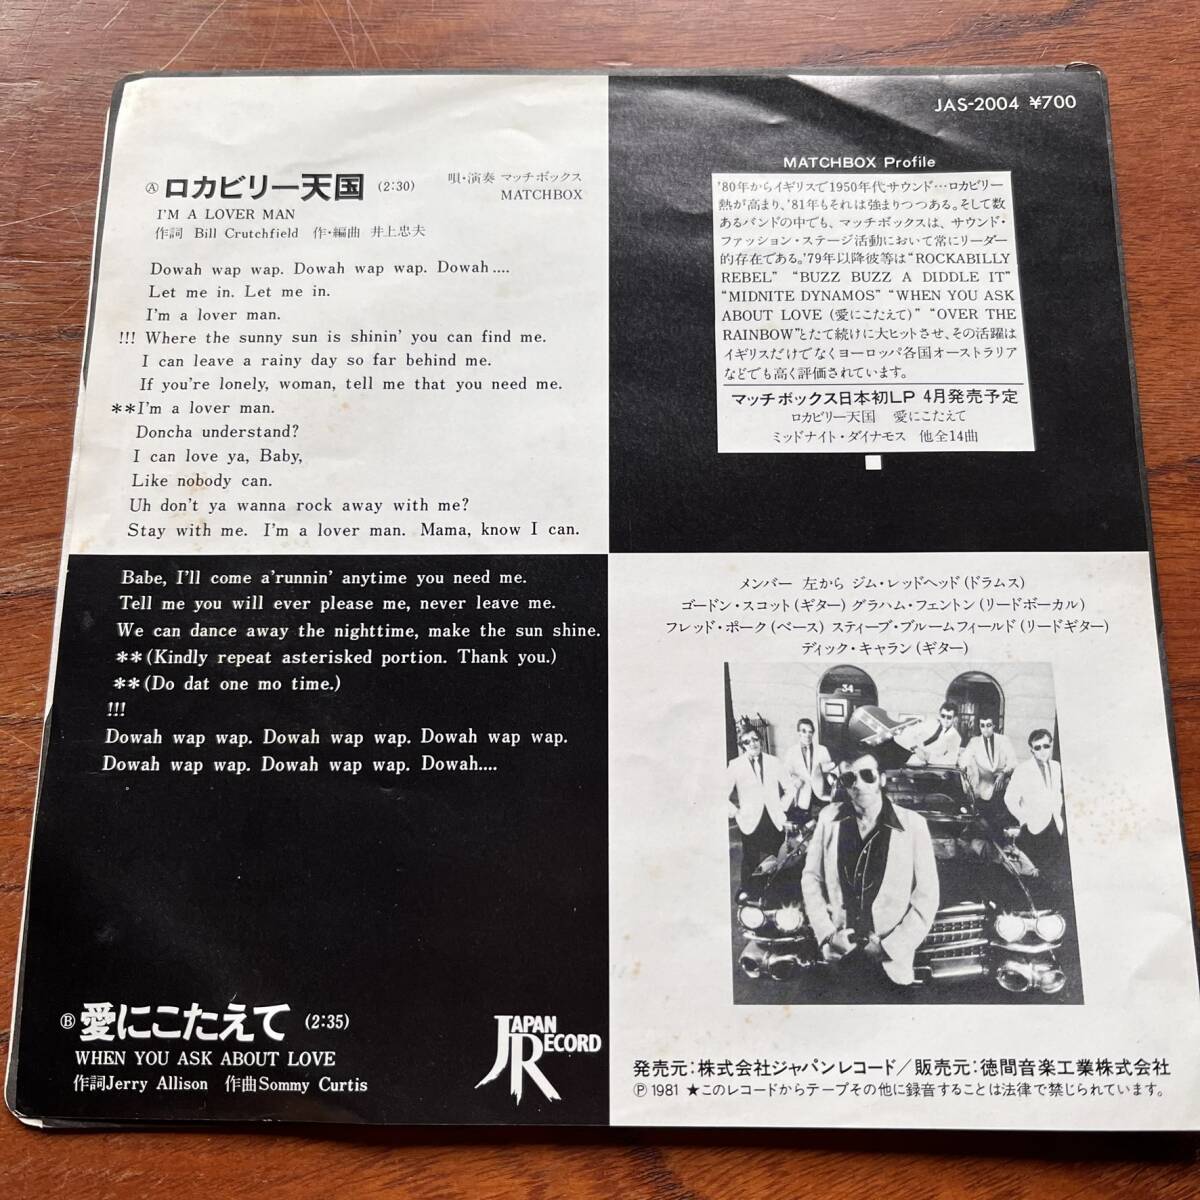 Ⓐ ロカビリー天国 (2:30) 唄・演奏 マッチボックス
MATCHBOX
I'M A LOVER MAN
作詞 Bill Crutchfield 作・編曲 井上忠夫
Dowah wap wap. Dowah wap wap. Dowah....
Let me in. Let me in.
I'm a lover man.
!!! Where the sunny sun is shinin' you can find me.
I can leave a rainy day so far behind me.
If you're lonely, woman, tell me that you need me.
**I'm a lover man.
Doncha understand?
I can love ya, Baby,
Like nobody can.
Uh don't ya wanna rock away with me?
Stay with me. I'm a lover man. Mama, know I can.
Babe, I'll come a'runnin' anytime you need me.
Tell me you will ever please me, never leave me.
We can dance away the nighttime, make the sun shine.
**(Kindly repeat asterisked portion. Thank you.)
**(Do dat one mo time.)
!!!
Dowah wap wap. Dowah wap wap. Dowah wap wap.
Dowah wap wap. Dowah wap wap. Dowah....
Ⓑ 愛にこたえて (2:35)
WHEN YOU ASK ABOUT LOVE
作詞Jerry Allison 作曲Sommy Curtis
JAPAN
RECORD
JAS-2004 ¥700
MATCHBOX Profile
'80年からイギリスで1950年代サウンド…ロカビリー
熱が高まり、'81年もそれは強まりつつある。そして数
あるバンドの中でも、マッチボックスは、サウンド・
ファッション・ステージ活動において常にリーダー
的存在である。'79年以降彼等は“ROCKABILLY
REBEL” “BUZZ BUZZ A DIDDLE IT”
“MIDNITE DYNAMOS” “WHEN YOU ASK
ABOUT LOVE (愛にこたえて)” “OVER THE
RAINBOW”とたて続けに大ヒットさせ、その活躍は
イギリスだけでなくヨーロッパ各国オーストラリア
などでも高く評価されています。
マッチボックス日本初LP 4月発売予定
ロカビリー天国 愛にこたえて
ミッドナイト・ダイナモス 他全14曲
メンバー 左から ジム・レッドヘッド(ドラムス)
ゴードン・スコット(ギター) グラハム・フェントン(リードボーカル)
フレッド・ポーク(ベース) スティーブ・ブルームフィールド(リードギター)
ディック・キャラン(ギター)
34
発売元:株式会社ジャパンレコード/販売元:徳間音楽工業株式会社
Ⓟ 1981 ★このレコードからテープその他に録音することは法律で禁じられています。